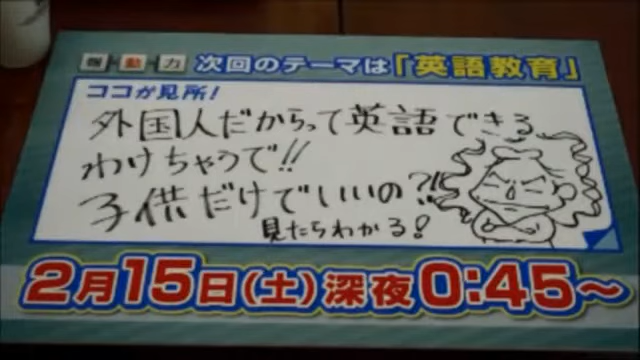 動 力 次回のテーマは「英語教育」
ココが見所!
外国人だからって英語できる
わけちゃうで!!
子供だけでいいの?!
見たらわかる!
2月15日(土)深夜0:45~